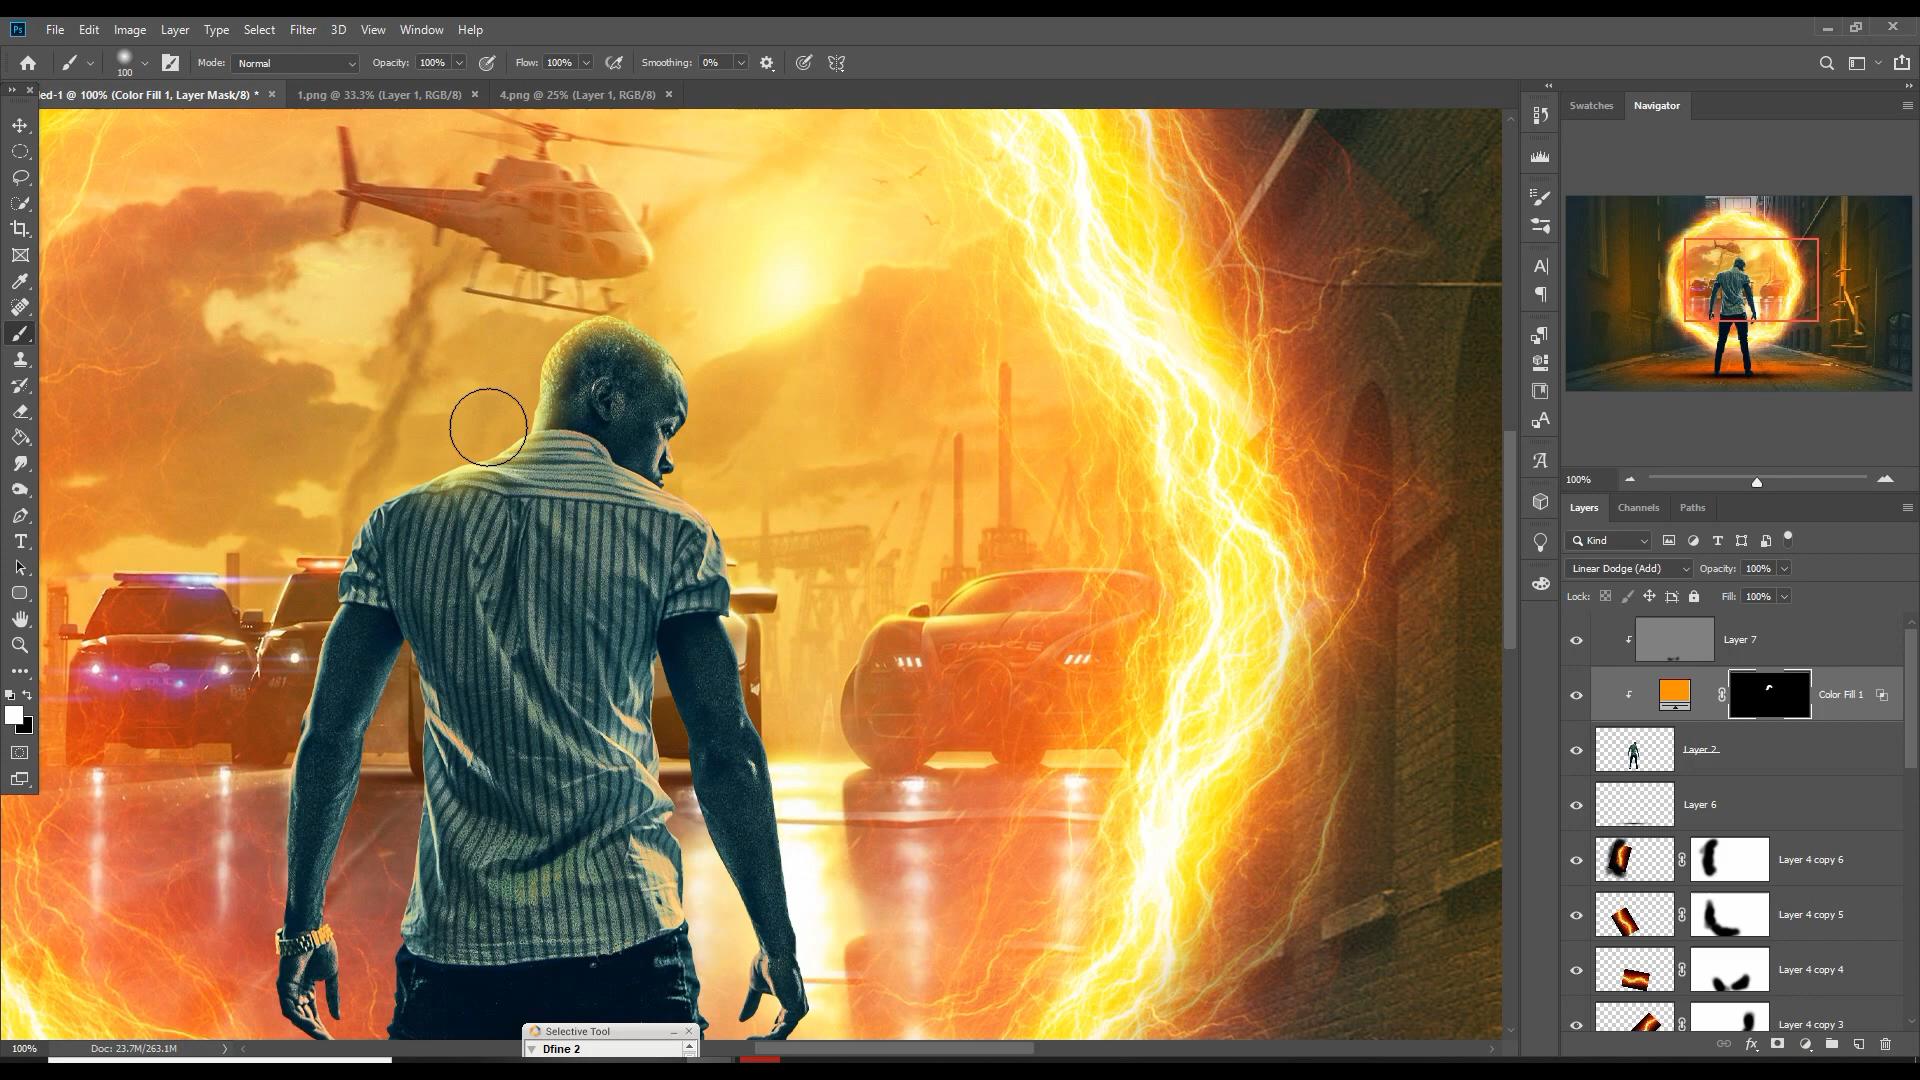 Ps File Edit Image Layer Type Select Filter 3D View Window Help
100 Mode: Normal Opacity: 100% Flow: 100% Smoothing: 0%
ed-1 @ 100% (Color Fill 1, Layer Mask/8) * 1.png @ 33.3% (Layer 1, RGB/8) 4.png @ 25% (Layer 1, RGB/8)
Swatches Navigator
POLICE
481
100%
Layers Channels Paths
Kind
Linear Dodge (Add) Opacity: 100%
Lock: Fill: 100%
Layer 7
Color Fill 1
Layer 2
Layer 6
Layer 4 copy 6
Layer 4 copy 5
Layer 4 copy 4
Layer 4 copy 3
Selective Tool
Dfine 2
100% Doc: 23.7M/263.1M
fx